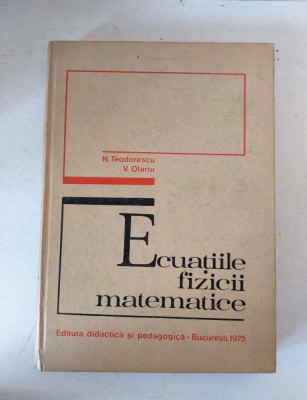 N. Teodorescu
V. Olariu
Ecuațiile
fizicii
matematice
Editura didactică și pedagogică - București, 1975